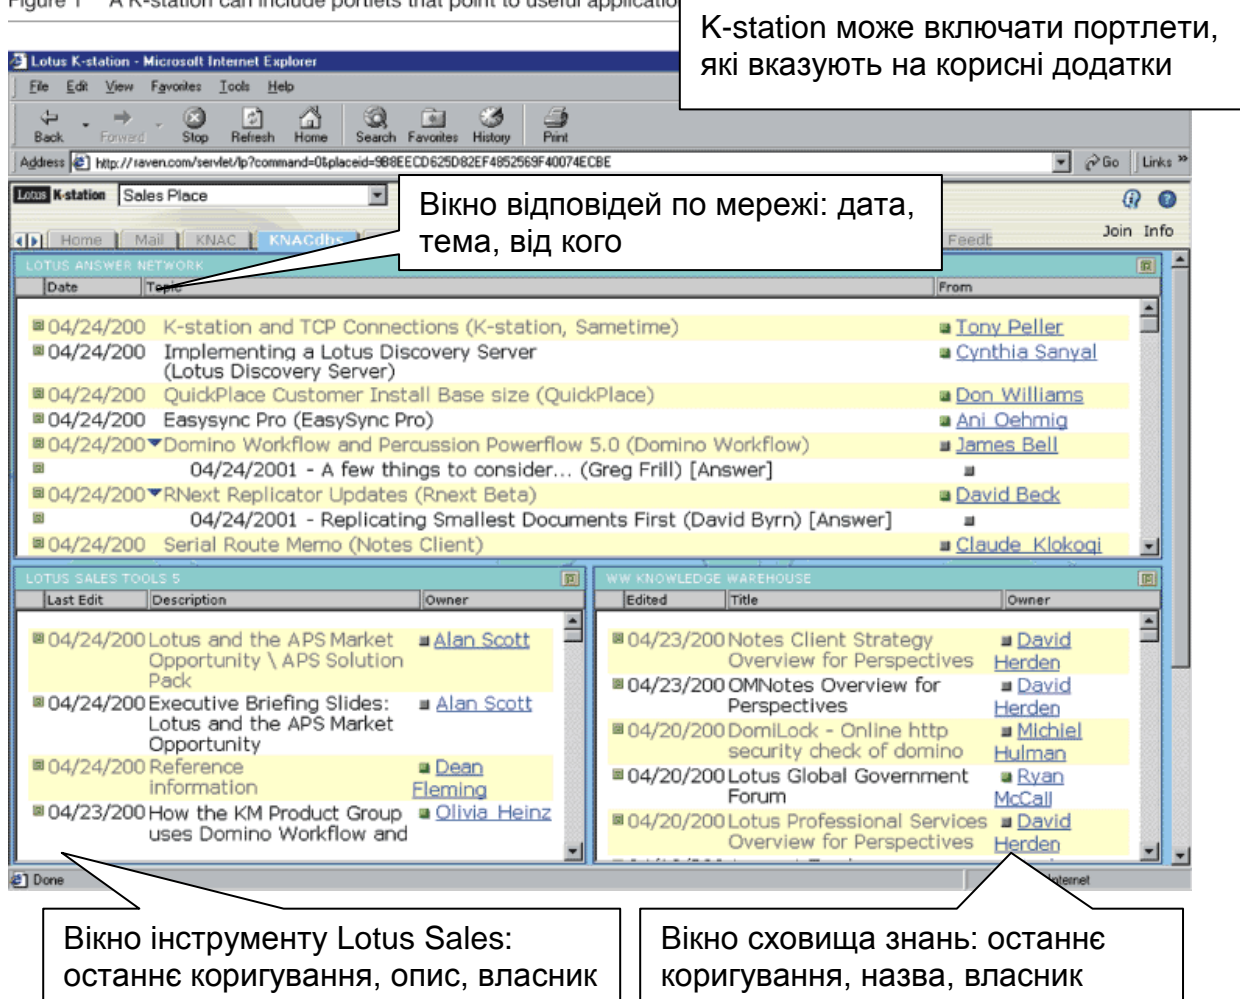 Figure 1 A K-station can include portlets that point to useful application
K-station може включати портлети,
які вказують на корисні додатки
Lotus K-station - Microsoft Internet Explorer
File Edit View Favorites Tools Help
Back Forward Stop Refresh Home Search Favorites History Print
Address http://raven.com/servlet/lp?command=0&placeid=9B8EECD625D82EF4852569F40074ECBE Go Links »
Lotus K-station Sales Place
Вікно відповідей по мережі: дата,
тема, від кого
Home Mail KNAC KNACdbs Feedb Join Info
LOTUS ANSWER NETWORK
Date Topic From
04/24/200 K-station and TCP Connections (K-station, Sametime) Tony Peller
04/24/200 Implementing a Lotus Discovery Server Cynthia Sanyal
(Lotus Discovery Server)
04/24/200 QuickPlace Customer Install Base size (QuickPlace) Don Williams
04/24/200 Easysync Pro (EasySync Pro) Ani Oehmig
04/24/200 Domino Workflow and Percussion Powerflow 5.0 (Domino Workflow) James Bell
04/24/2001 - A few things to consider... (Greg Frill) [Answer]
04/24/200 RNext Replicator Updates (Rnext Beta) David Beck
04/24/2001 - Replicating Smallest Documents First (David Byrn) [Answer]
04/24/200 Serial Route Memo (Notes Client) Claude Klokogi
LOTUS SALES TOOLS 5
Last Edit Description Owner
04/24/200 Lotus and the APS Market Alan Scott
Opportunity \ APS Solution
Pack
04/24/200 Executive Briefing Slides: Alan Scott
Lotus and the APS Market
Opportunity
04/24/200 Reference Dean
information Fleming
04/23/200 How the KM Product Group Olivia Heinz
uses Domino Workflow and
WW KNOWLEDGE WAREHOUSE
Edited Title Owner
04/23/200 Notes Client Strategy David
Overview for Perspectives Herden
04/23/200 OMNotes Overview for David
Perspectives Herden
04/20/200 DomiLock - Online http Michiel
security check of domino Hulman
04/20/200 Lotus Global Government Ryan
Forum McCall
04/20/200 Lotus Professional Services David
Overview for Perspectives Herden
Done nternet
Вікно інструменту Lotus Sales:
останнє коригування, опис, власник
Вікно сховища знань: останнє
коригування, назва, власник